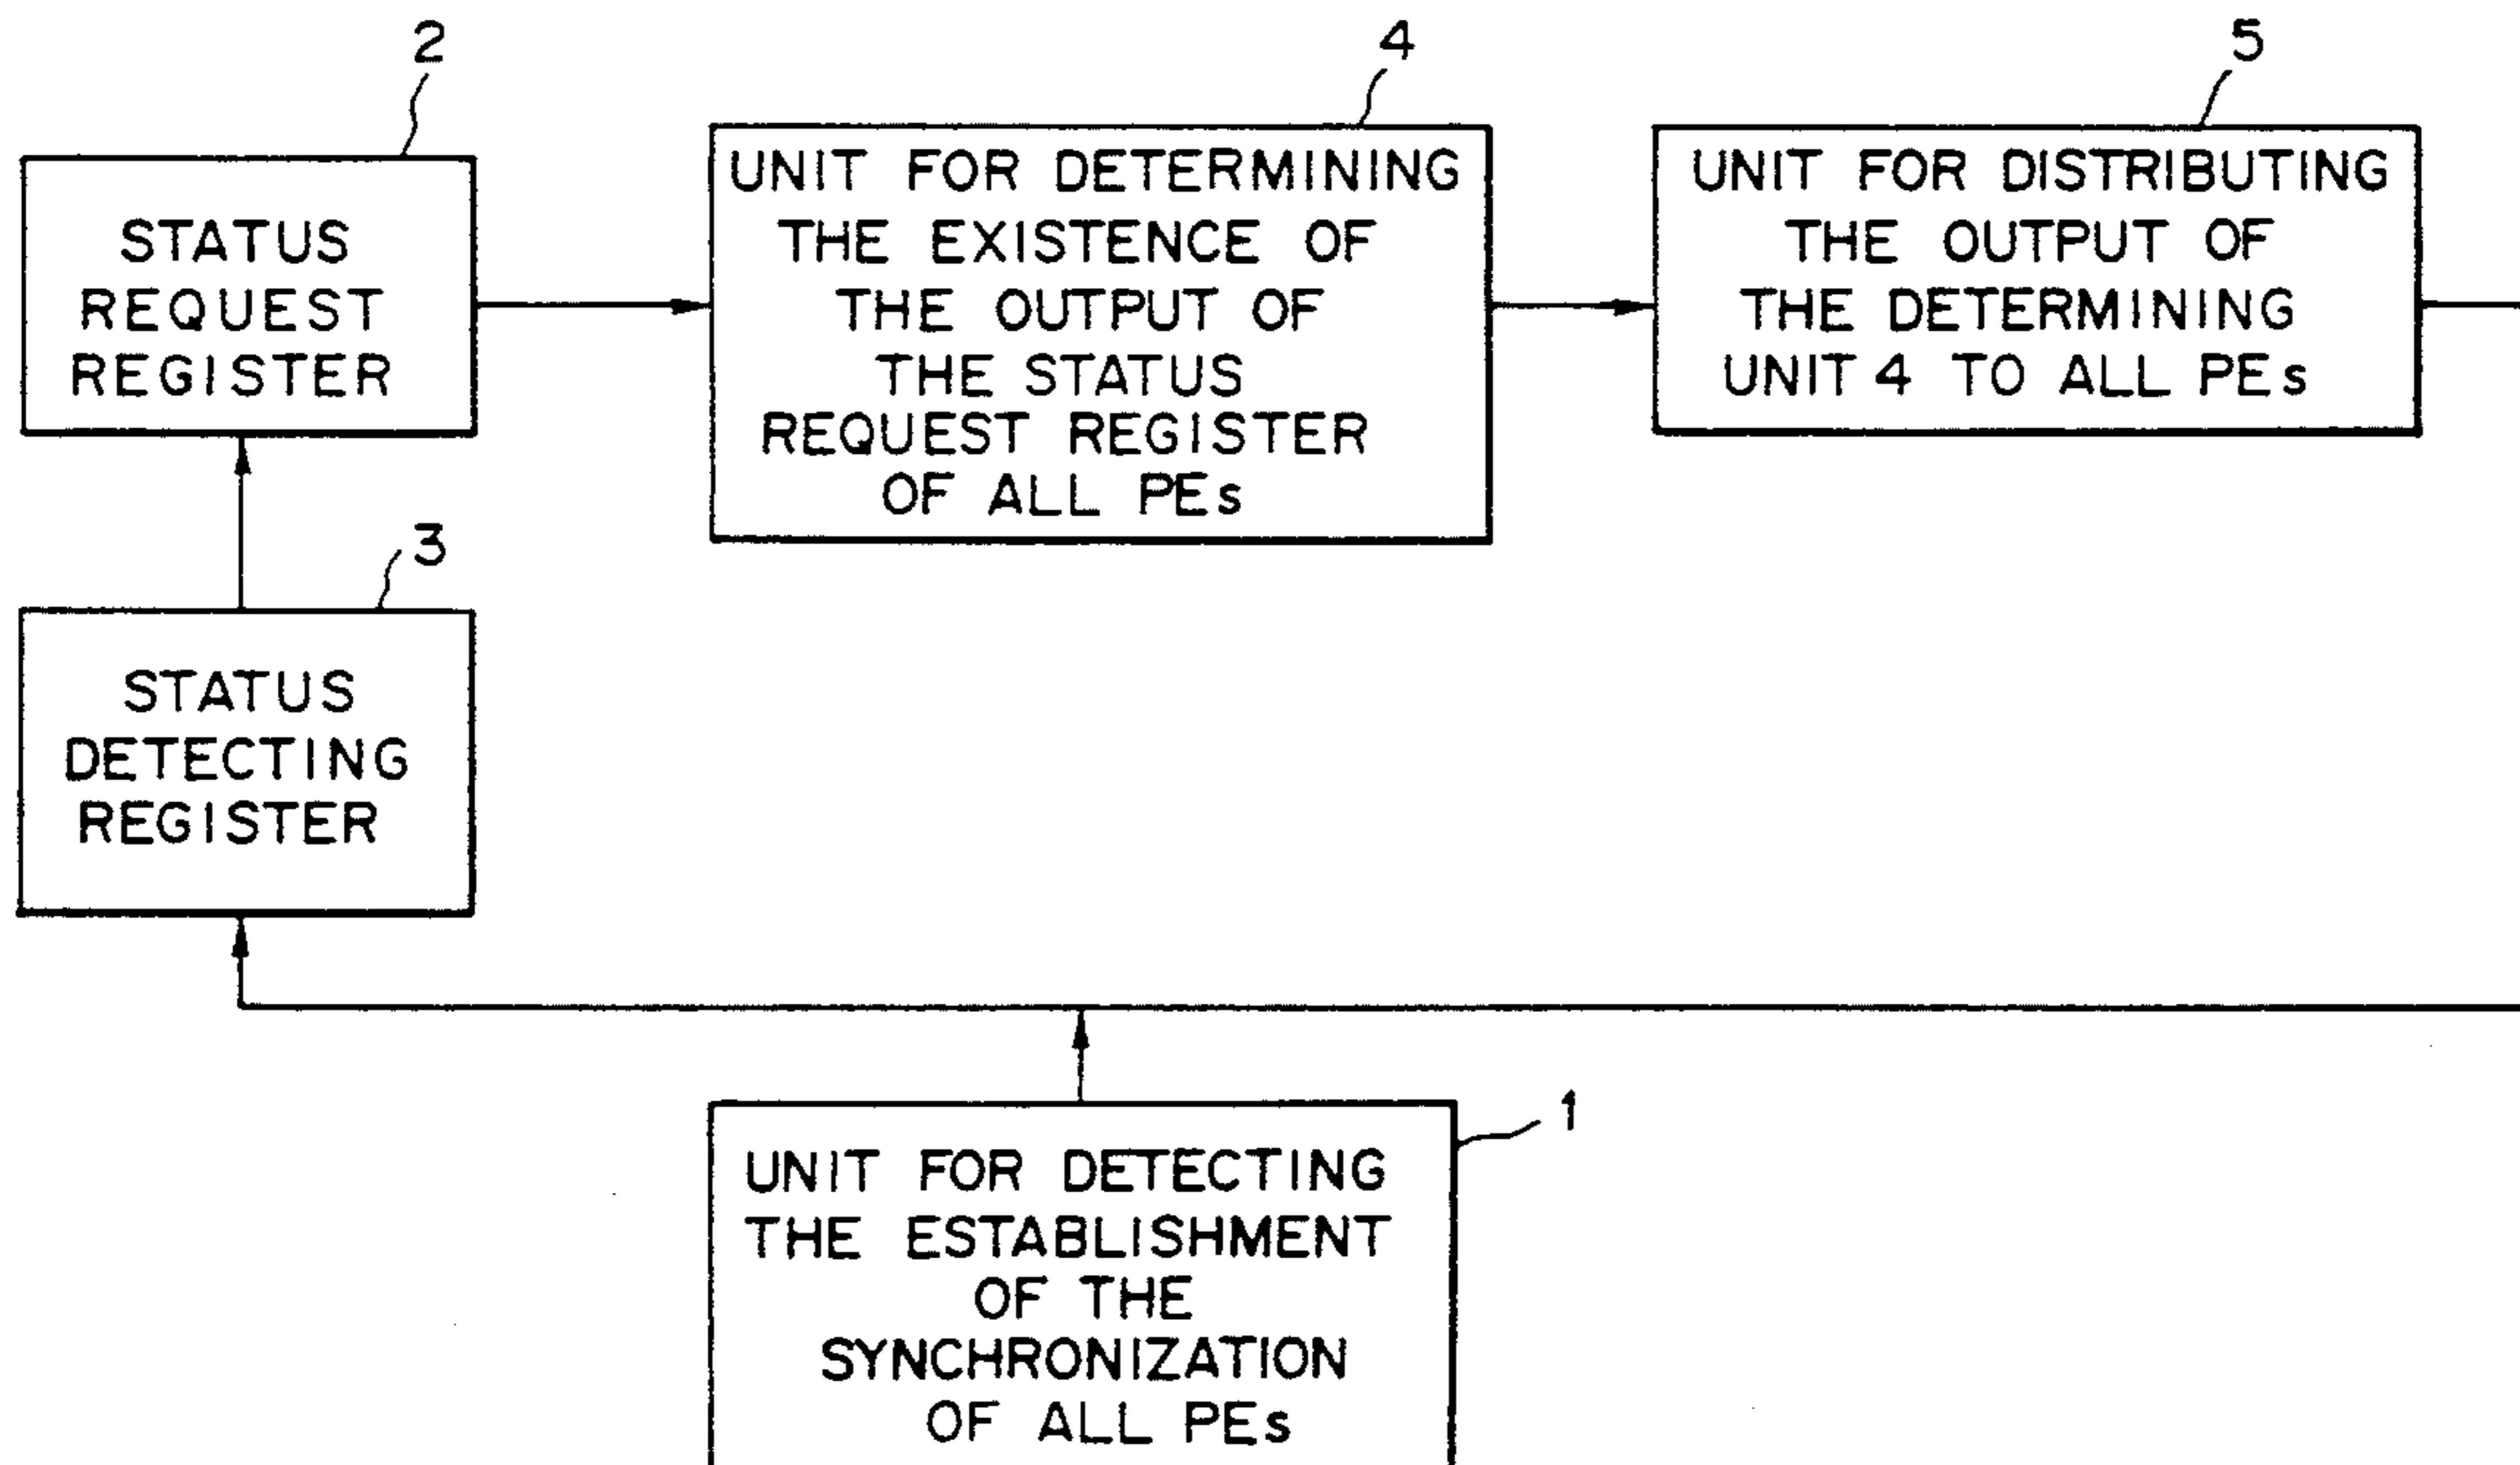 2
STATUS
REQUEST
REGISTER
4
UNIT FOR DETERMINING
THE EXISTENCE OF
THE OUTPUT OF
THE STATUS
REQUEST REGISTER
OF ALL PEs
5
UNIT FOR DISTRIBUTING
THE OUTPUT OF
THE DETERMINING
UNIT 4 TO ALL PEs
3
STATUS
DETECTING
REGISTER
1
UNIT FOR DETECTING
THE ESTABLISHMENT
OF THE
SYNCHRONIZATION
OF ALL PEs